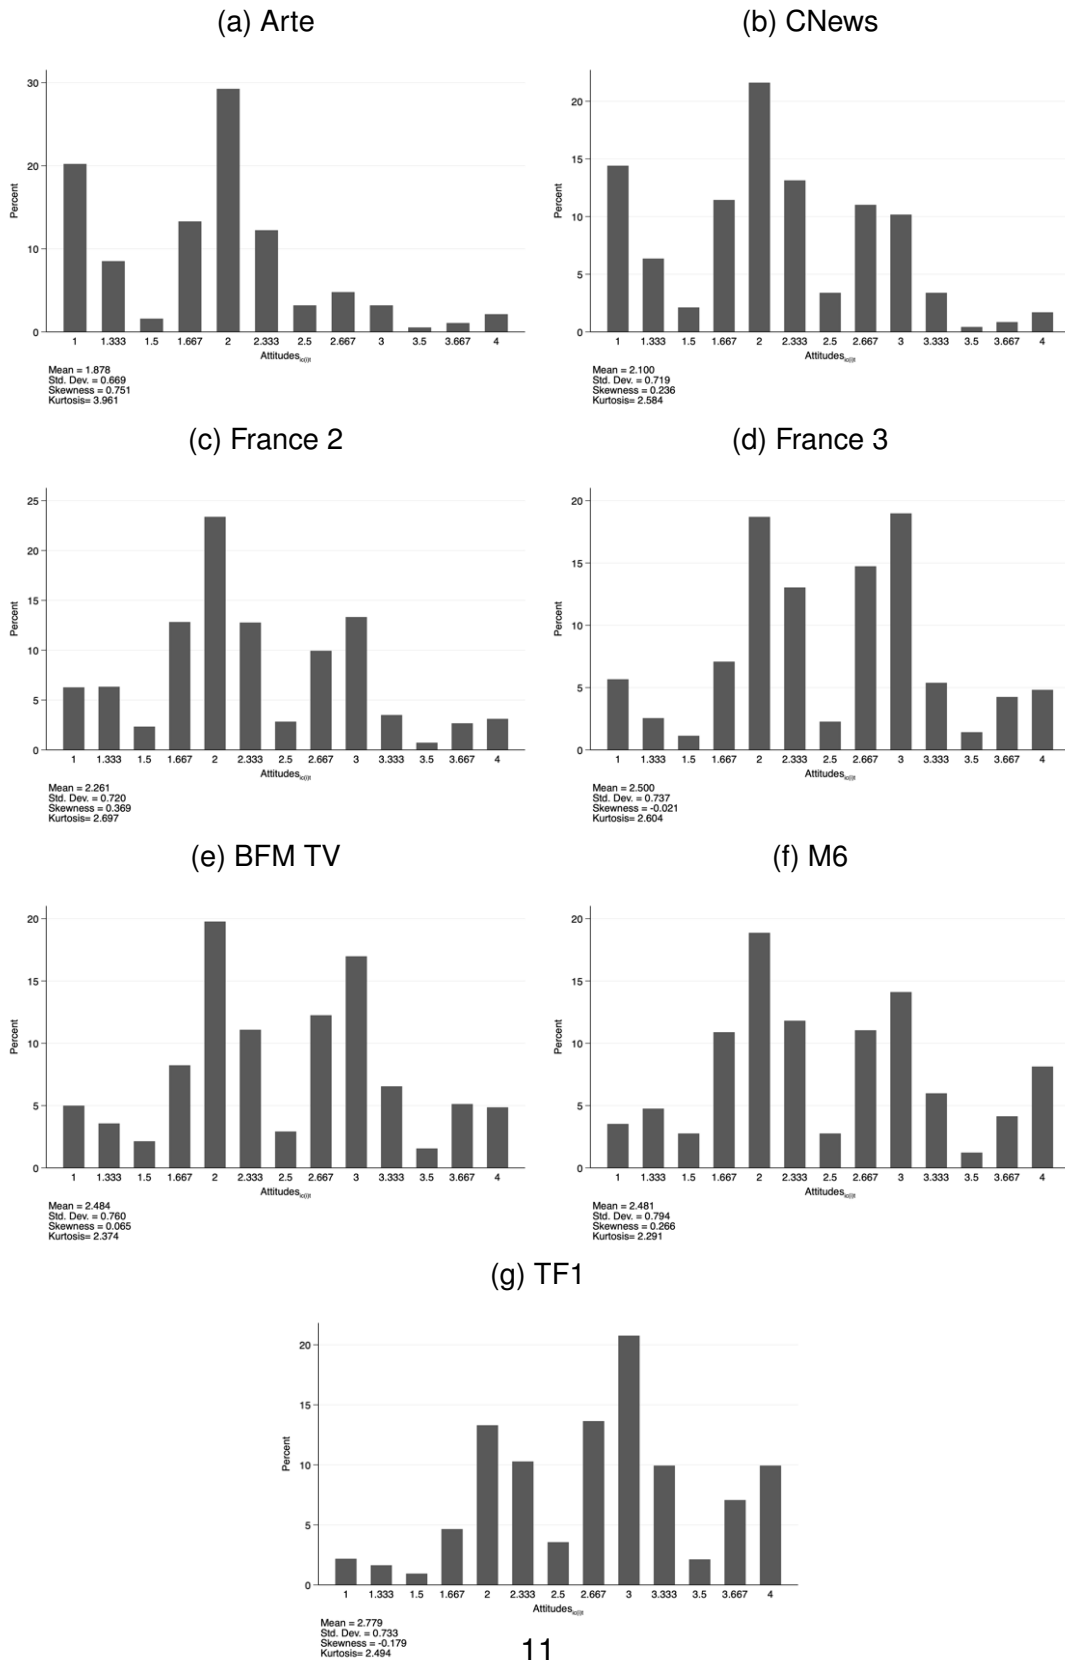 (a) Arte
30
20
10
0
Percent
1 1.333 1.5 1.667 2 2.333 2.5 2.667 3 3.5 3.667 4
Attitudes
Mean = 1.878
Std. Dev. = 0.669
Skewness = 0.751
Kurtosis= 3.961
(b) CNews
20
15
10
5
0
Percent
1 1.333 1.5 1.667 2 2.333 2.5 2.667 3 3.333 3.5 3.667 4
Attitudes
Mean = 2.100
Std. Dev. = 0.719
Skewness = 0.236
Kurtosis= 2.584
(c) France 2
25
20
15
10
5
0
Percent
1 1.333 1.5 1.667 2 2.333 2.5 2.667 3 3.333 3.5 3.667 4
Attitudes
Mean = 2.261
Std. Dev. = 0.720
Skewness = 0.369
Kurtosis= 2.697
(d) France 3
20
15
10
5
0
Percent
1 1.333 1.5 1.667 2 2.333 2.5 2.667 3 3.333 3.5 3.667 4
Attitudes
Mean = 2.500
Std. Dev. = 0.737
Skewness = -0.021
Kurtosis= 2.604
(e) BFM TV
20
15
10
5
0
Percent
1 1.333 1.5 1.667 2 2.333 2.5 2.667 3 3.333 3.5 3.667 4
Attitudes
Mean = 2.484
Std. Dev. = 0.760
Skewness = 0.065
Kurtosis= 2.374
(f) M6
20
15
10
5
0
Percent
1 1.333 1.5 1.667 2 2.333 2.5 2.667 3 3.333 3.5 3.667 4
Attitudes
Mean = 2.481
Std. Dev. = 0.794
Skewness = 0.266
Kurtosis= 2.291
(g) TF1
20
15
10
5
0
Percent
1 1.333 1.5 1.667 2 2.333 2.5 2.667 3 3.333 3.5 3.667 4
Attitudes
Mean = 2.779
Std. Dev. = 0.733
Skewness = -0.179
Kurtosis= 2.494
11